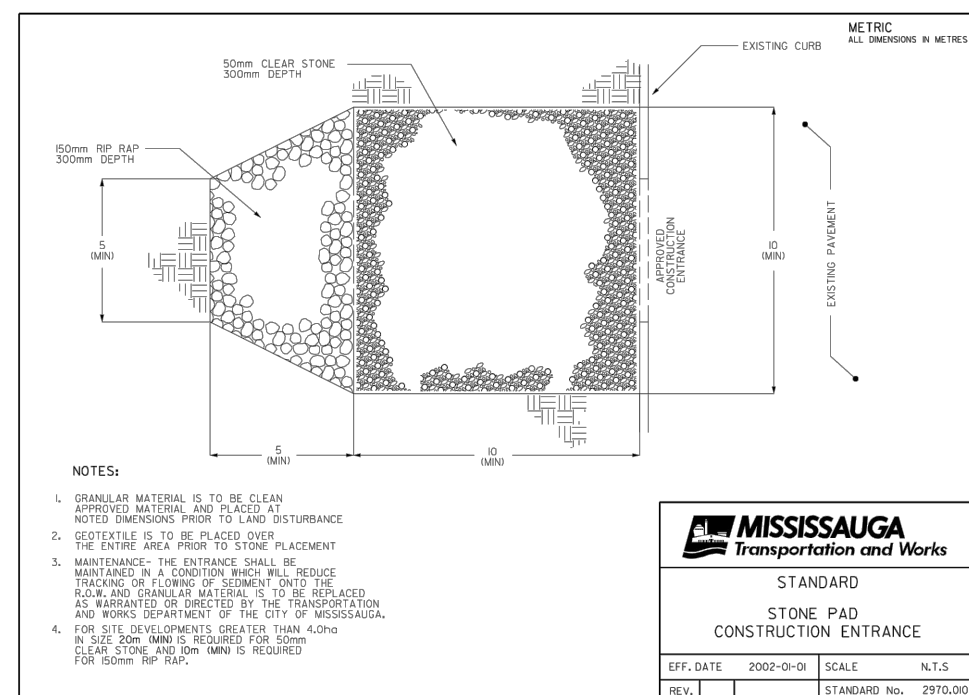 METRIC
ALL DIMENSIONS IN METRES
EXISTING CURB
50mm CLEAR STONE
300mm DEPTH
150mm RIP RAP
300mm DEPTH
5
(MIN)
APPROVED
CONSTRUCTION
ENTRANCE
10
(MIN)
EXISTING PAVEMENT
5
(MIN)
10
(MIN)
NOTES:
1. GRANULAR MATERIAL IS TO BE CLEAN
APPROVED MATERIAL AND PLACED AT
NOTED DIMENSIONS PRIOR TO LAND DISTURBANCE
2. GEOTEXTILE IS TO BE PLACED OVER
THE ENTIRE AREA PRIOR TO STONE PLACEMENT
3. MAINTENANCE- THE ENTRANCE SHALL BE
MAINTAINED IN A CONDITION WHICH WILL REDUCE
TRACKING OR FLOWING OF SEDIMENT ONTO THE
R.O.W. AND GRANULAR MATERIAL IS TO BE REPLACED
AS WARRANTED OR DIRECTED BY THE TRANSPORTATION
AND WORKS DEPARTMENT OF THE CITY OF MISSISSAUGA.
4. FOR SITE DEVELOPMENTS GREATER THAN 4.0ha
IN SIZE 20m (MIN) IS REQUIRED FOR 50mm
CLEAR STONE AND 10m (MIN) IS REQUIRED
FOR 150mm RIP RAP.
MISSISSAUGA
Transportation and Works
STANDARD
STONE PAD
CONSTRUCTION ENTRANCE
EFF. DATE 2002-01-01 SCALE N.T.S
REV. STANDARD No. 2970.010